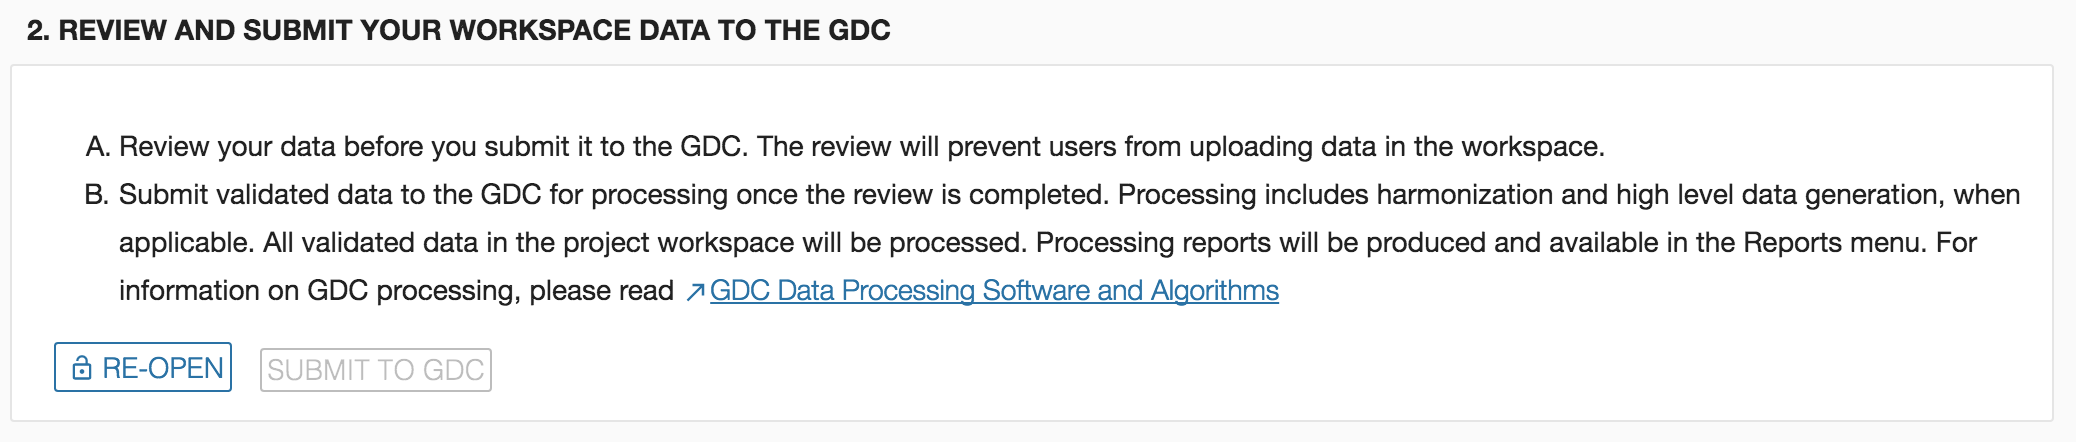 2. REVIEW AND SUBMIT YOUR WORKSPACE DATA TO THE GDC
A. Review your data before you submit it to the GDC. The review will prevent users from uploading data in the workspace.
B. Submit validated data to the GDC for processing once the review is completed. Processing includes harmonization and high level data generation, when
applicable. All validated data in the project workspace will be processed. Processing reports will be produced and available in the Reports menu. For
information on GDC processing, please read GDC Data Processing Software and Algorithms
RE-OPEN SUBMIT TO GDC